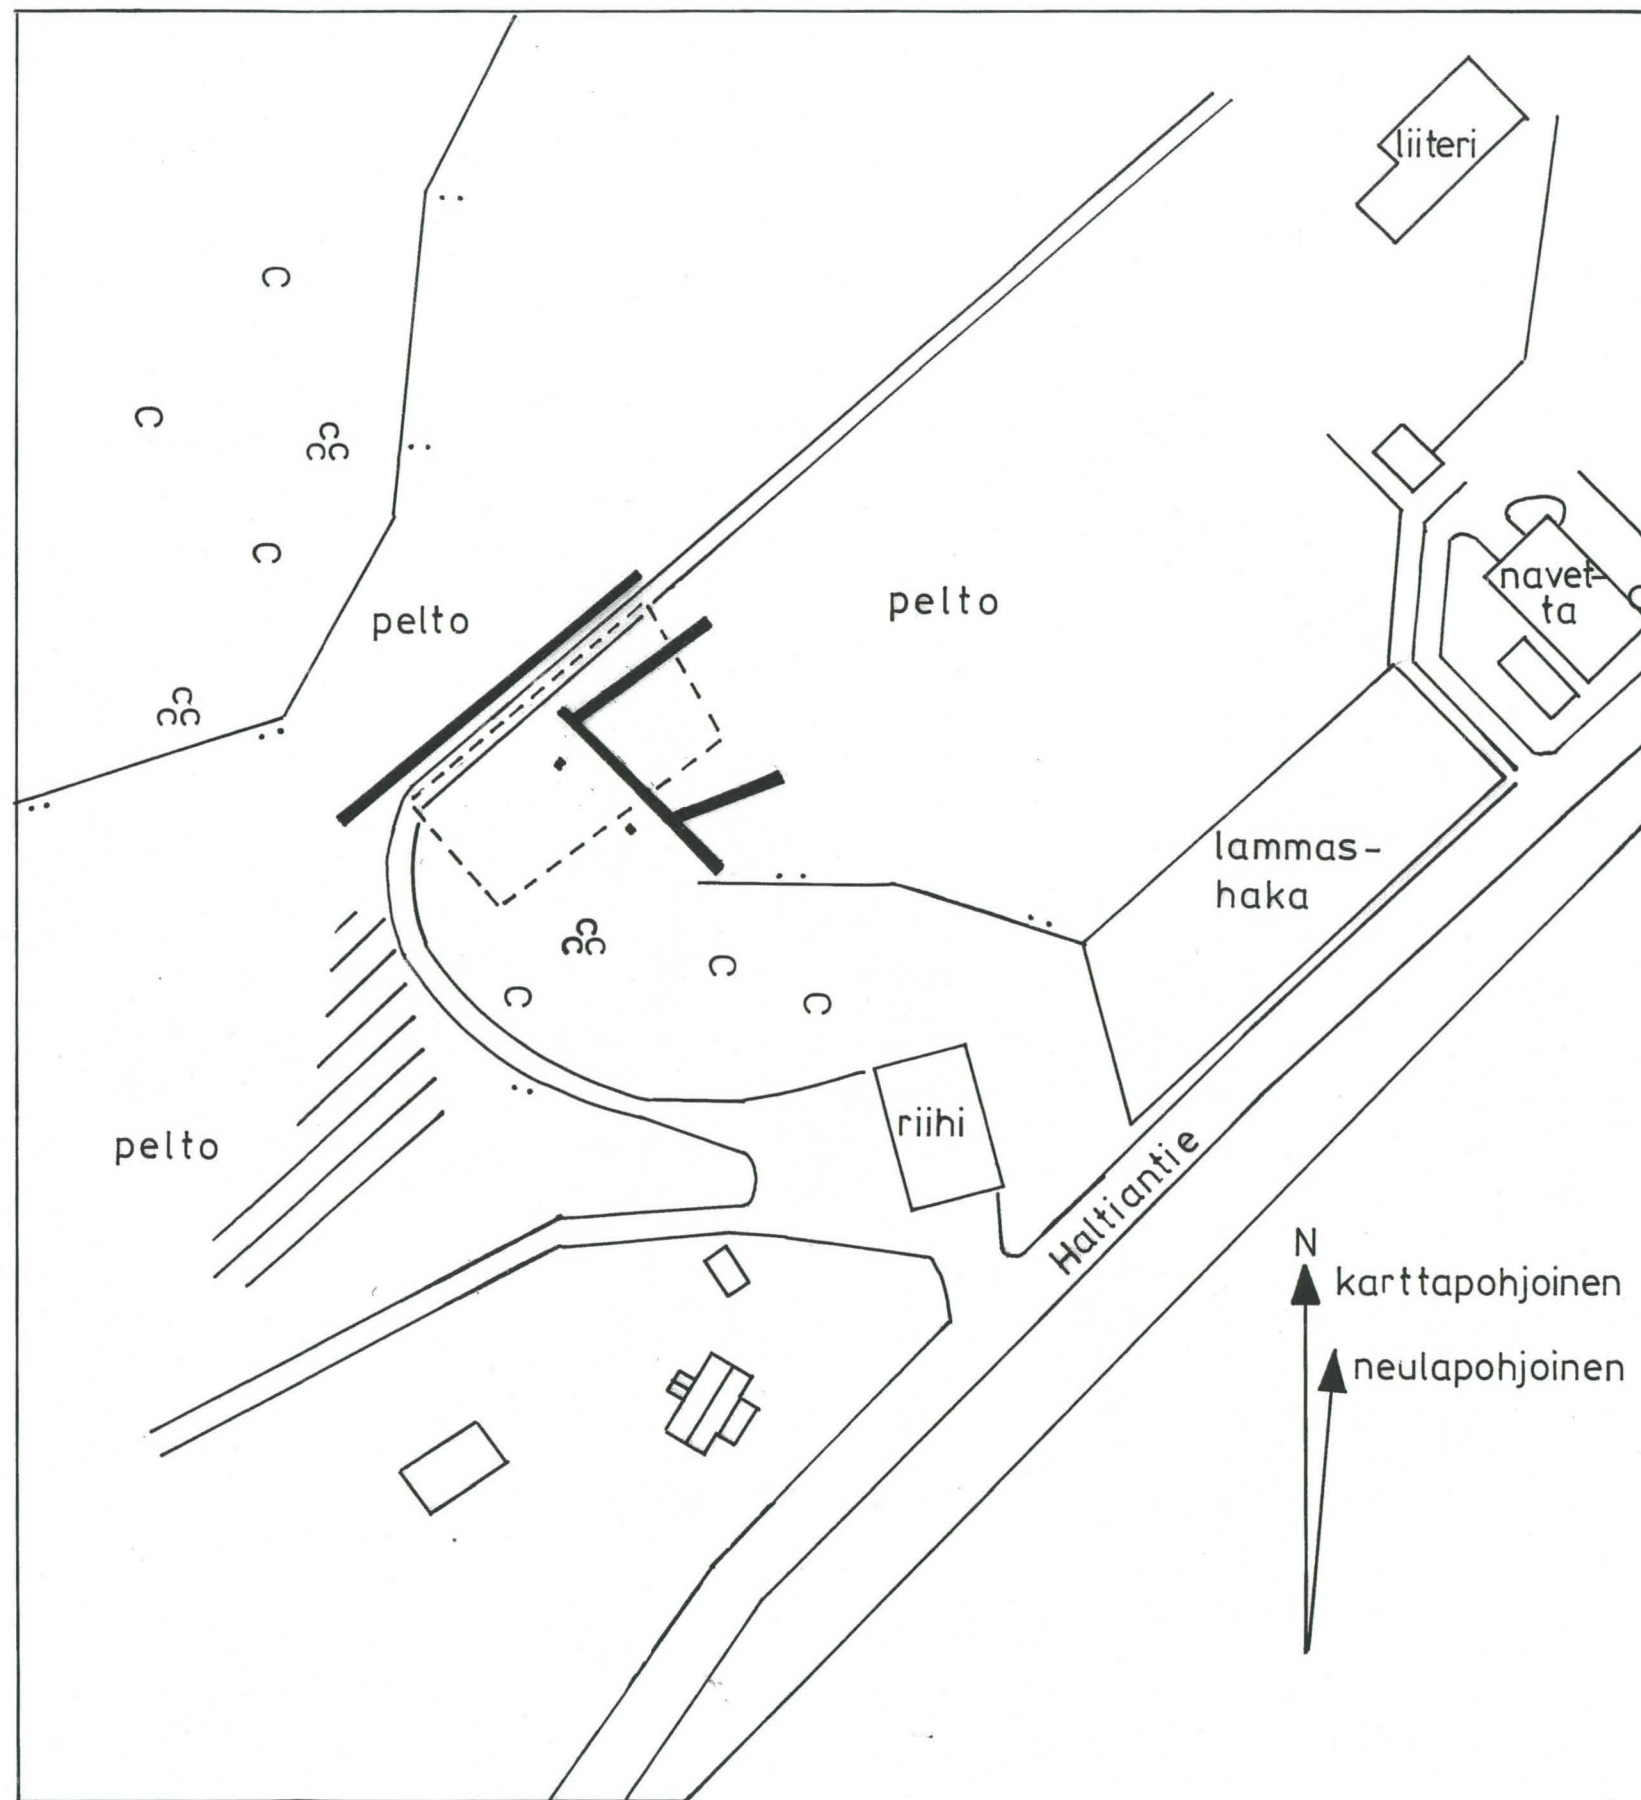 liiteri
navet-
ta
pelto
pelto
lammas-
haka
riihi
pelto
Haltiantie
N
karttapohjoinen
neulapohjoinen